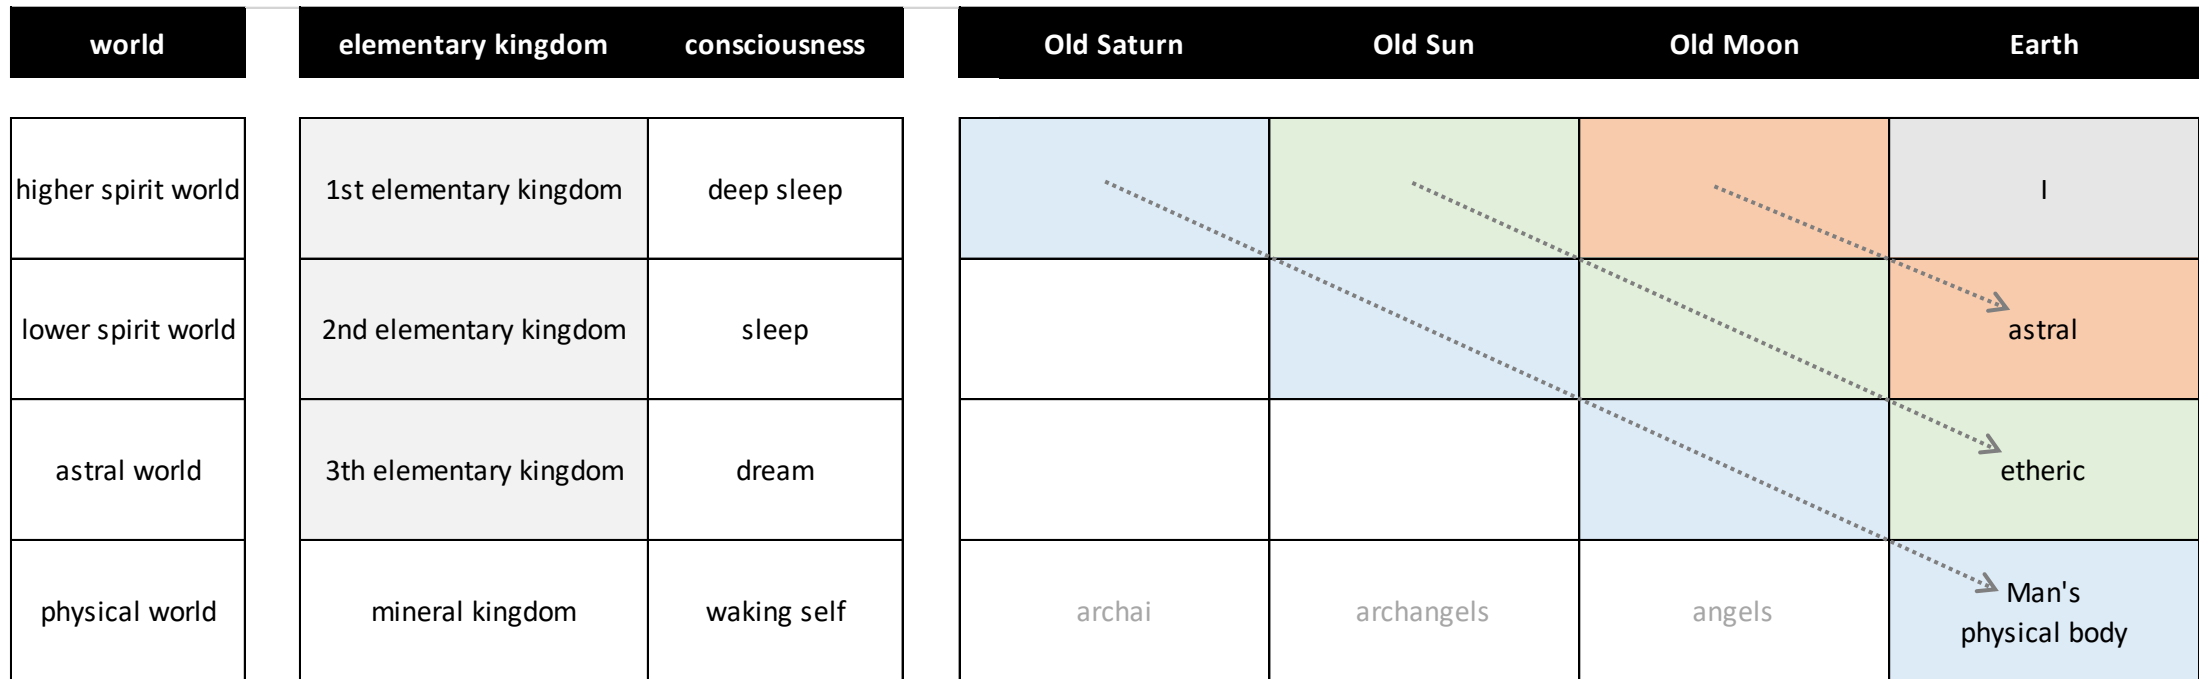 world elementary kingdom consciousness Old Saturn Old Sun Old Moon Earth
higher spirit world 1st elementary kingdom deep sleep I
lower spirit world 2nd elementary kingdom sleep astral
astral world 3th elementary kingdom dream etheric
physical world mineral kingdom waking self archai archangels angels Man's
physical body